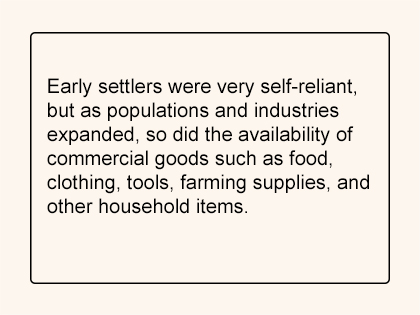 Early settlers were very self-reliant,
but as populations and industries
expanded, so did the availability of
commercial goods such as food,
clothing, tools, farming supplies, and
other household items.